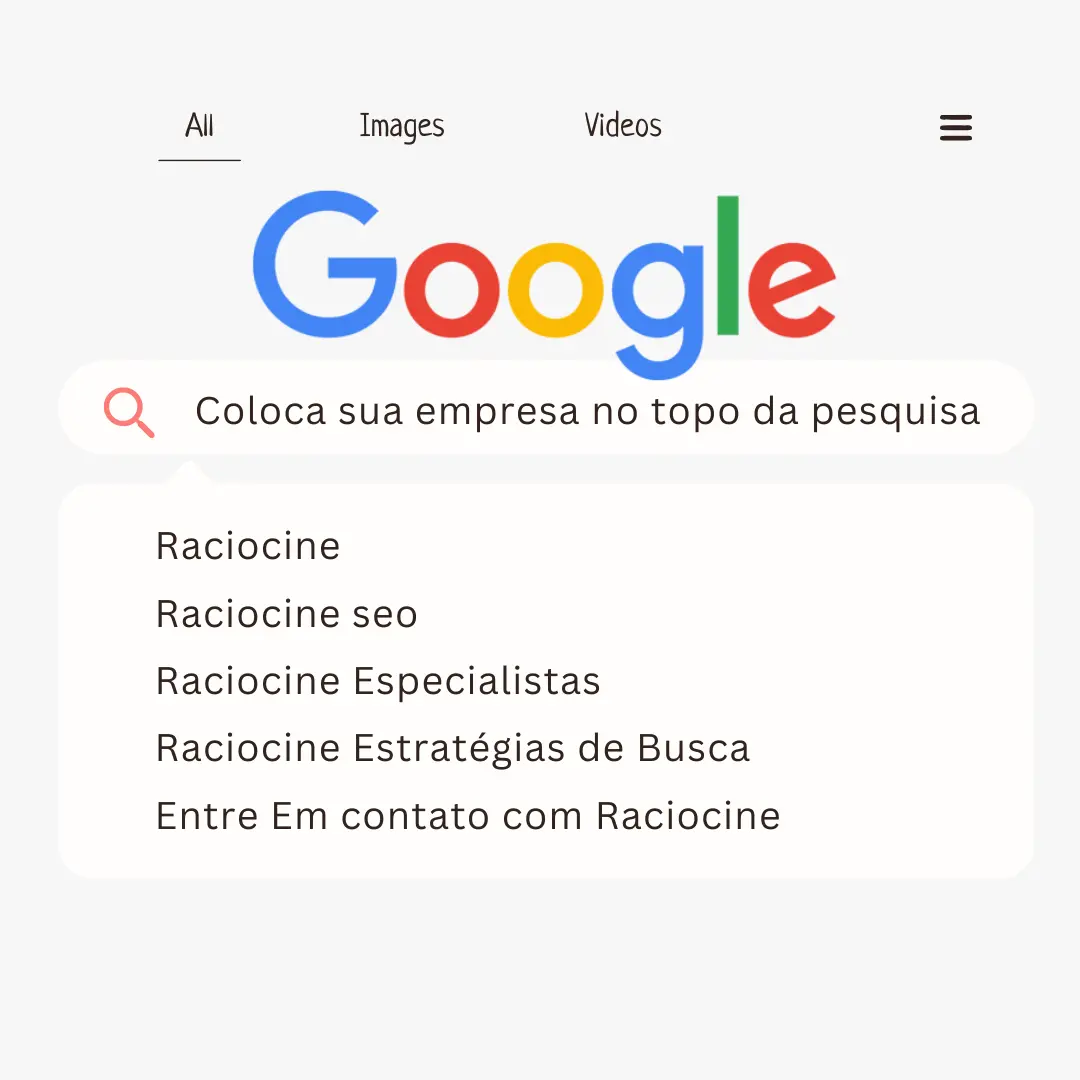 All Images Videos
Google
Coloca sua empresa no topo da pesquisa
Raciocine
Raciocine seo
Raciocine Especialistas
Raciocine Estratégias de Busca
Entre Em contato com Raciocine